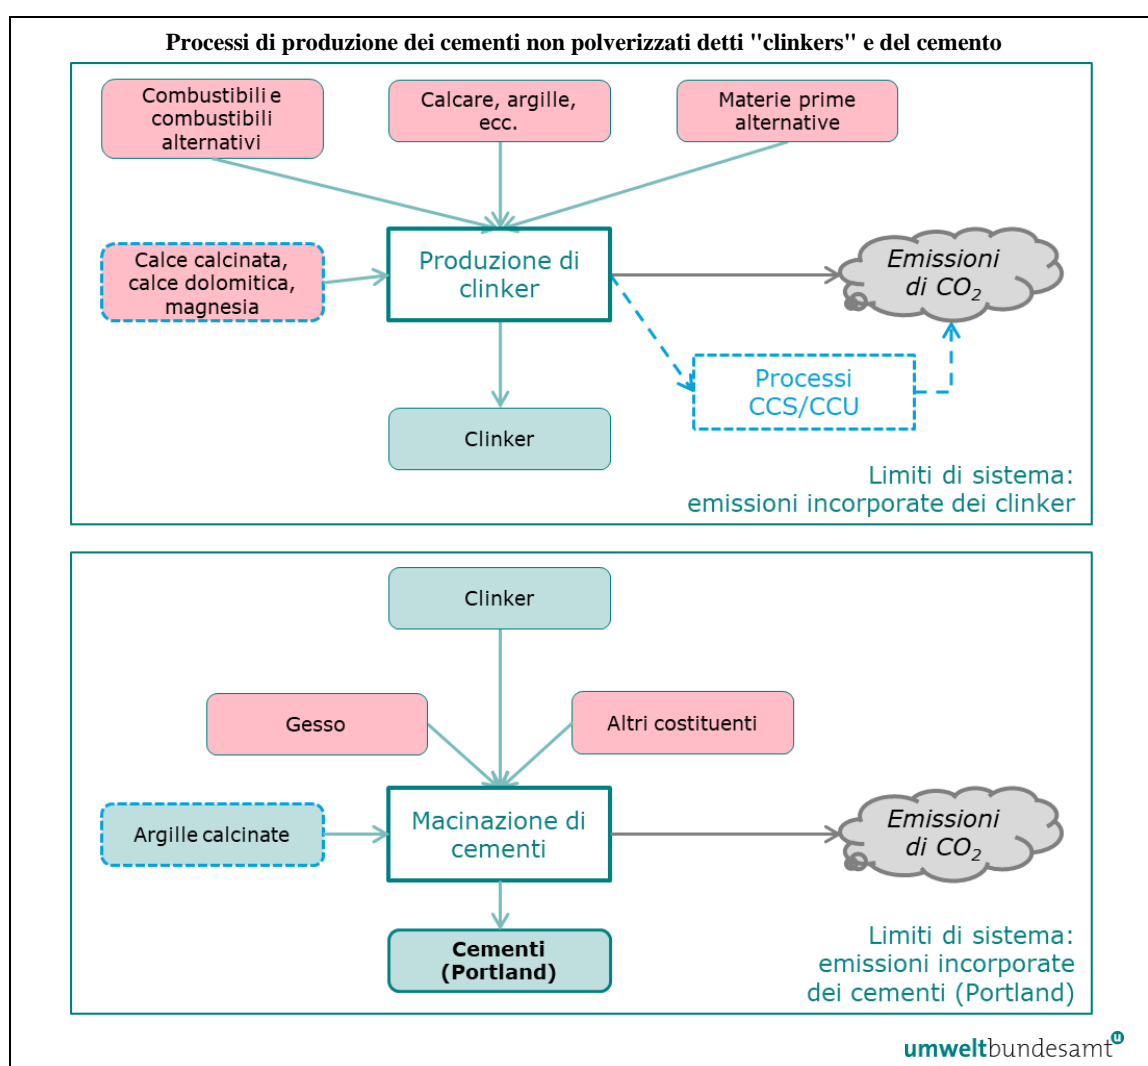 Processi di produzione dei cementi non polverizzati detti "clinkers" e del cemento
Combustibili e
combustibili
alternativi
Calcare, argille,
ecc.
Materie prime
alternative
Calce calcinata,
calce dolomitica,
magnesia
Produzione di
clinker
Emissioni
di CO2
Processi
CCS/CCU
Clinker
Limiti di sistema:
emissioni incorporate dei clinker
Clinker
Gesso
Altri costituenti
Argille calcinate
Macinazione di
cementi
Emissioni
di CO2
Cementi
(Portland)
Limiti di sistema:
emissioni incorporate
dei cementi (Portland)
umweltbundesamt u